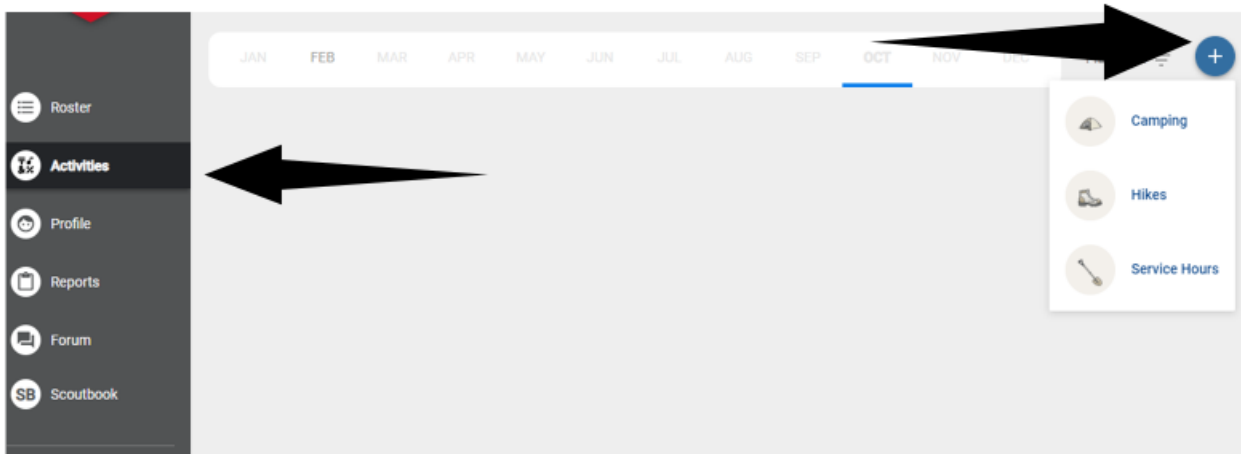 JAN FEB MAR APR MAY JUN JUL AUG SEP OCT NOV DEC
+
Roster
Activities
Profile
Reports
Forum
SB Scoutbook
Camping
Hikes
Service Hours